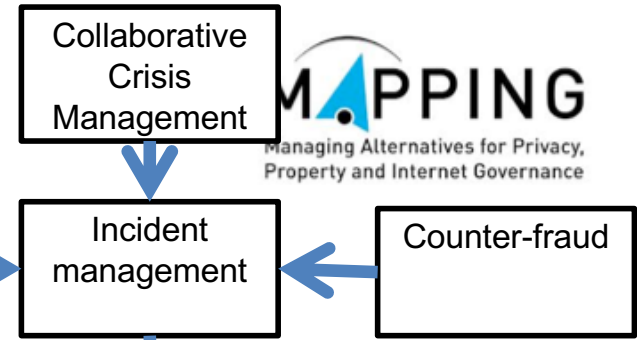 Collaborative
Crisis
Management
MAPPING
Managing Alternatives for Privacy,
Property and Internet Governance
Incident
management
Counter-fraud